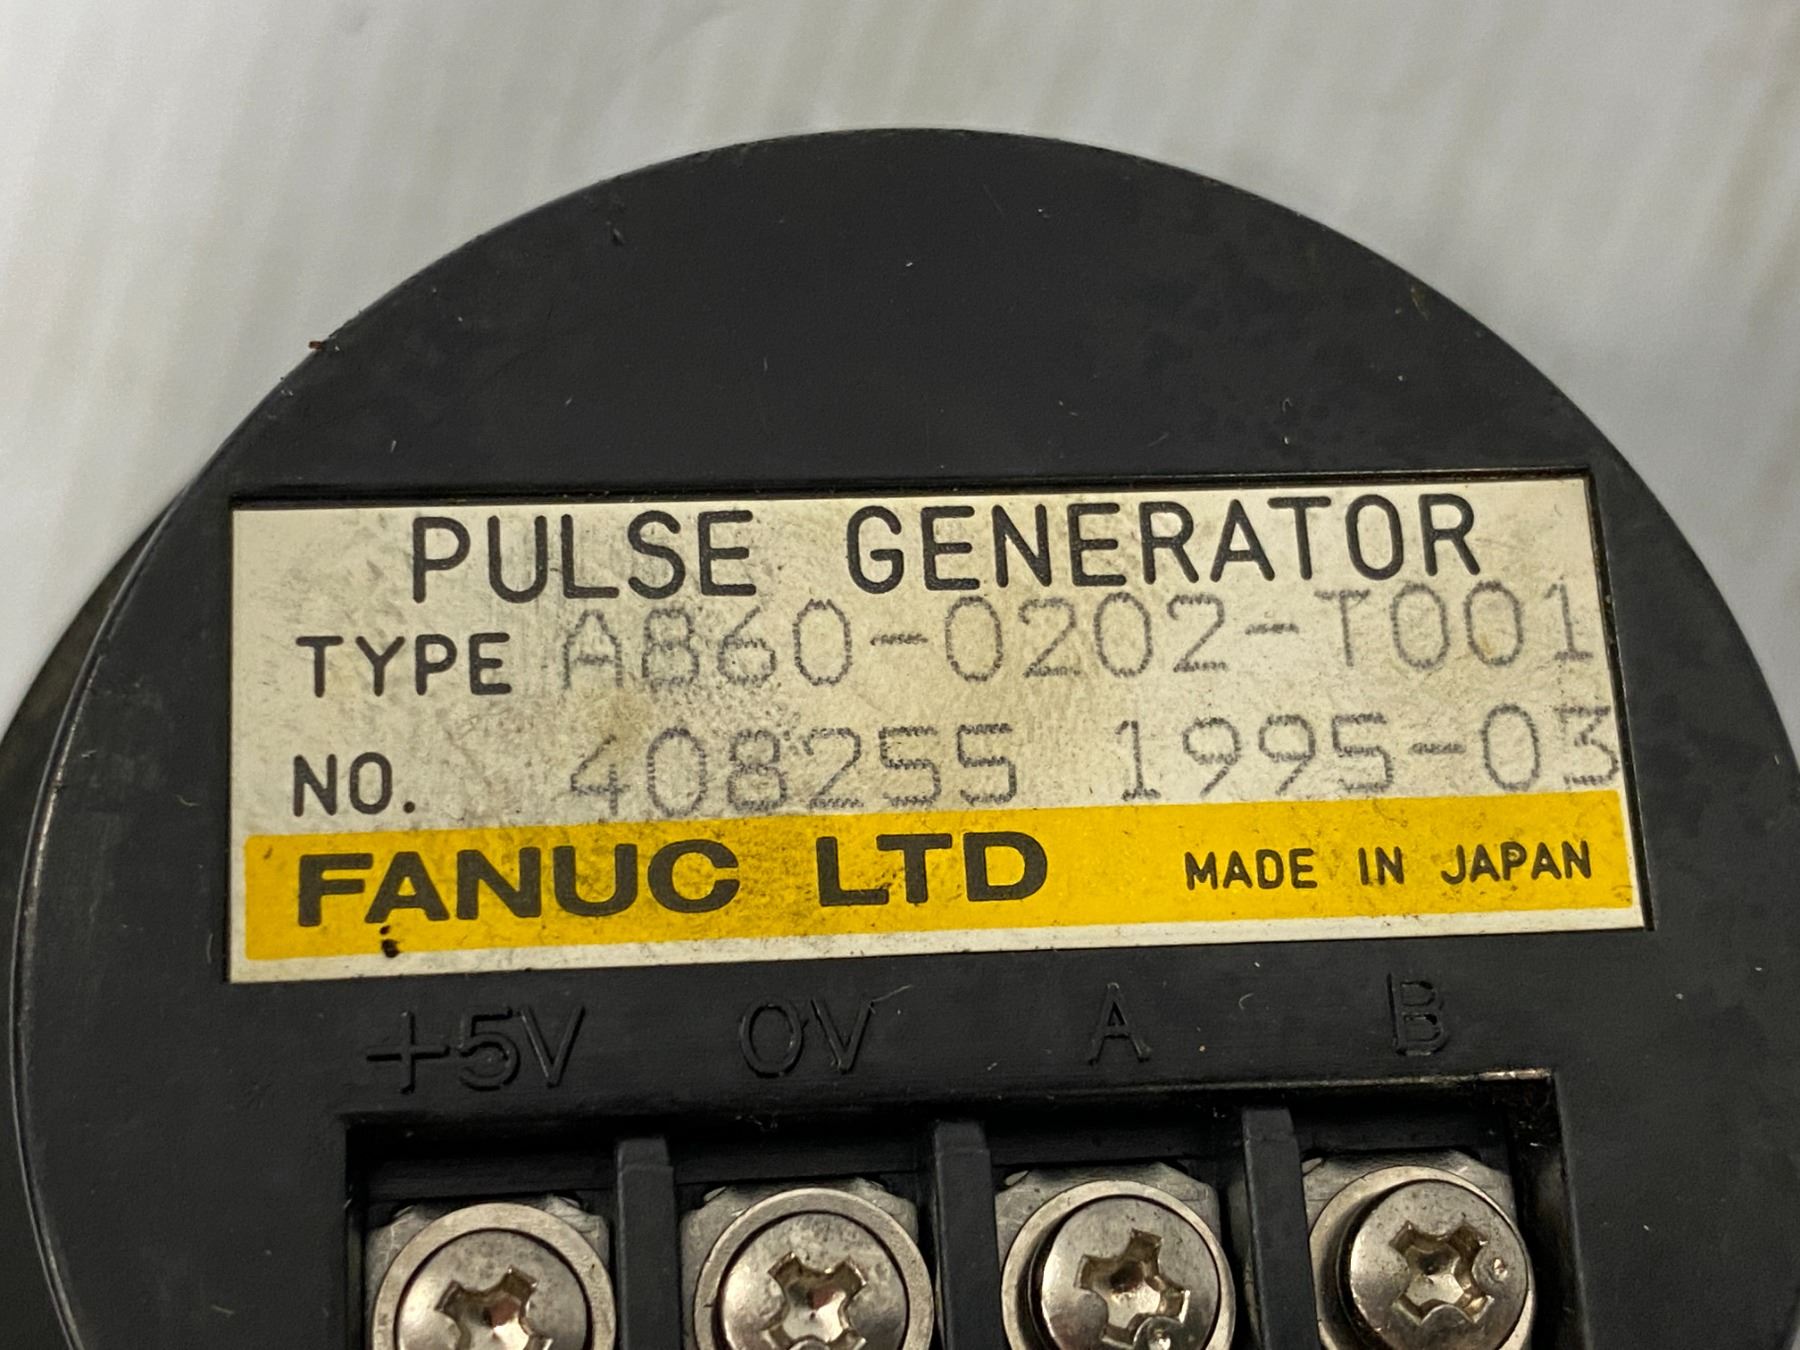 PULSE GENERATOR
TYPE A860-0202-T001
NO. 408255 1995-03
FANUC LTD MADE IN JAPAN
+5V 0V A B